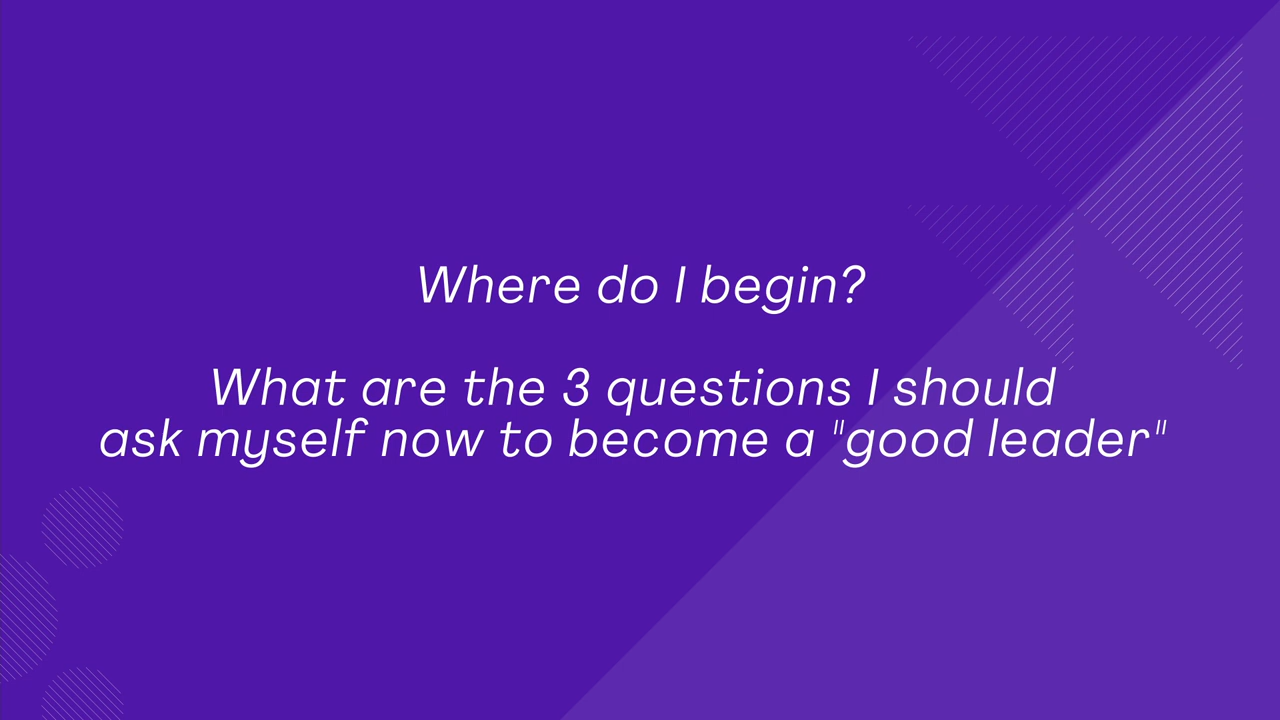 Where do I begin?
What are the 3 questions I should
ask myself now to become a "good leader"